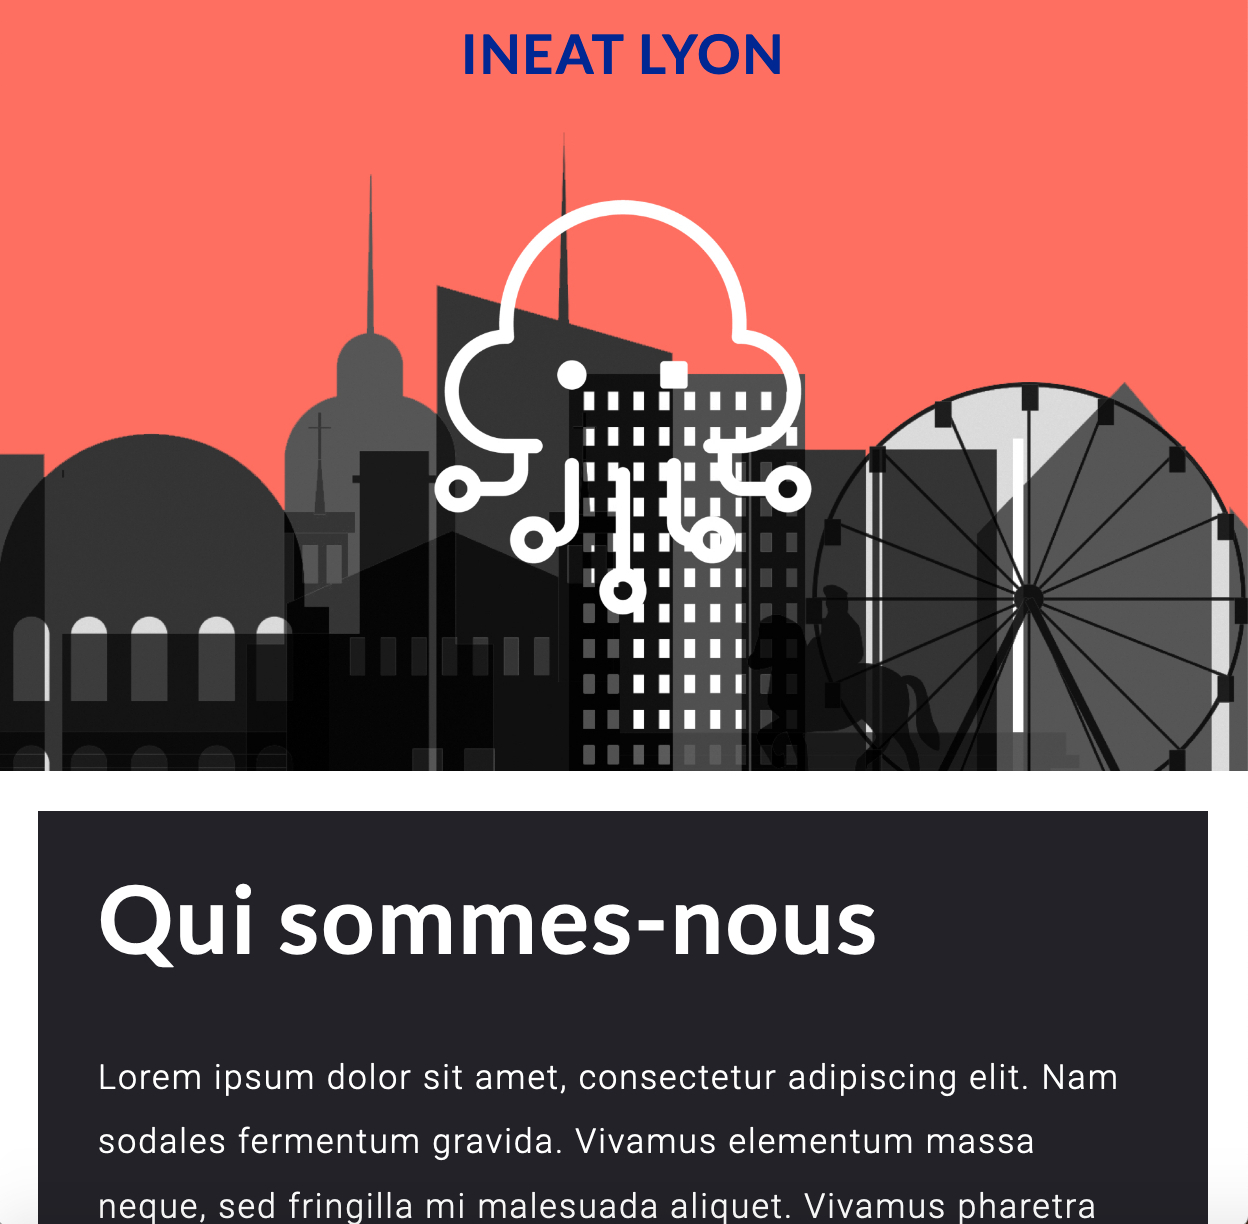 INEAT LYON
Qui sommes-nous
Lorem ipsum dolor sit amet, consectetur adipiscing elit. Nam
sodales fermentum gravida. Vivamus elementum massa
neque, sed fringilla mi malesuada aliquet. Vivamus pharetra